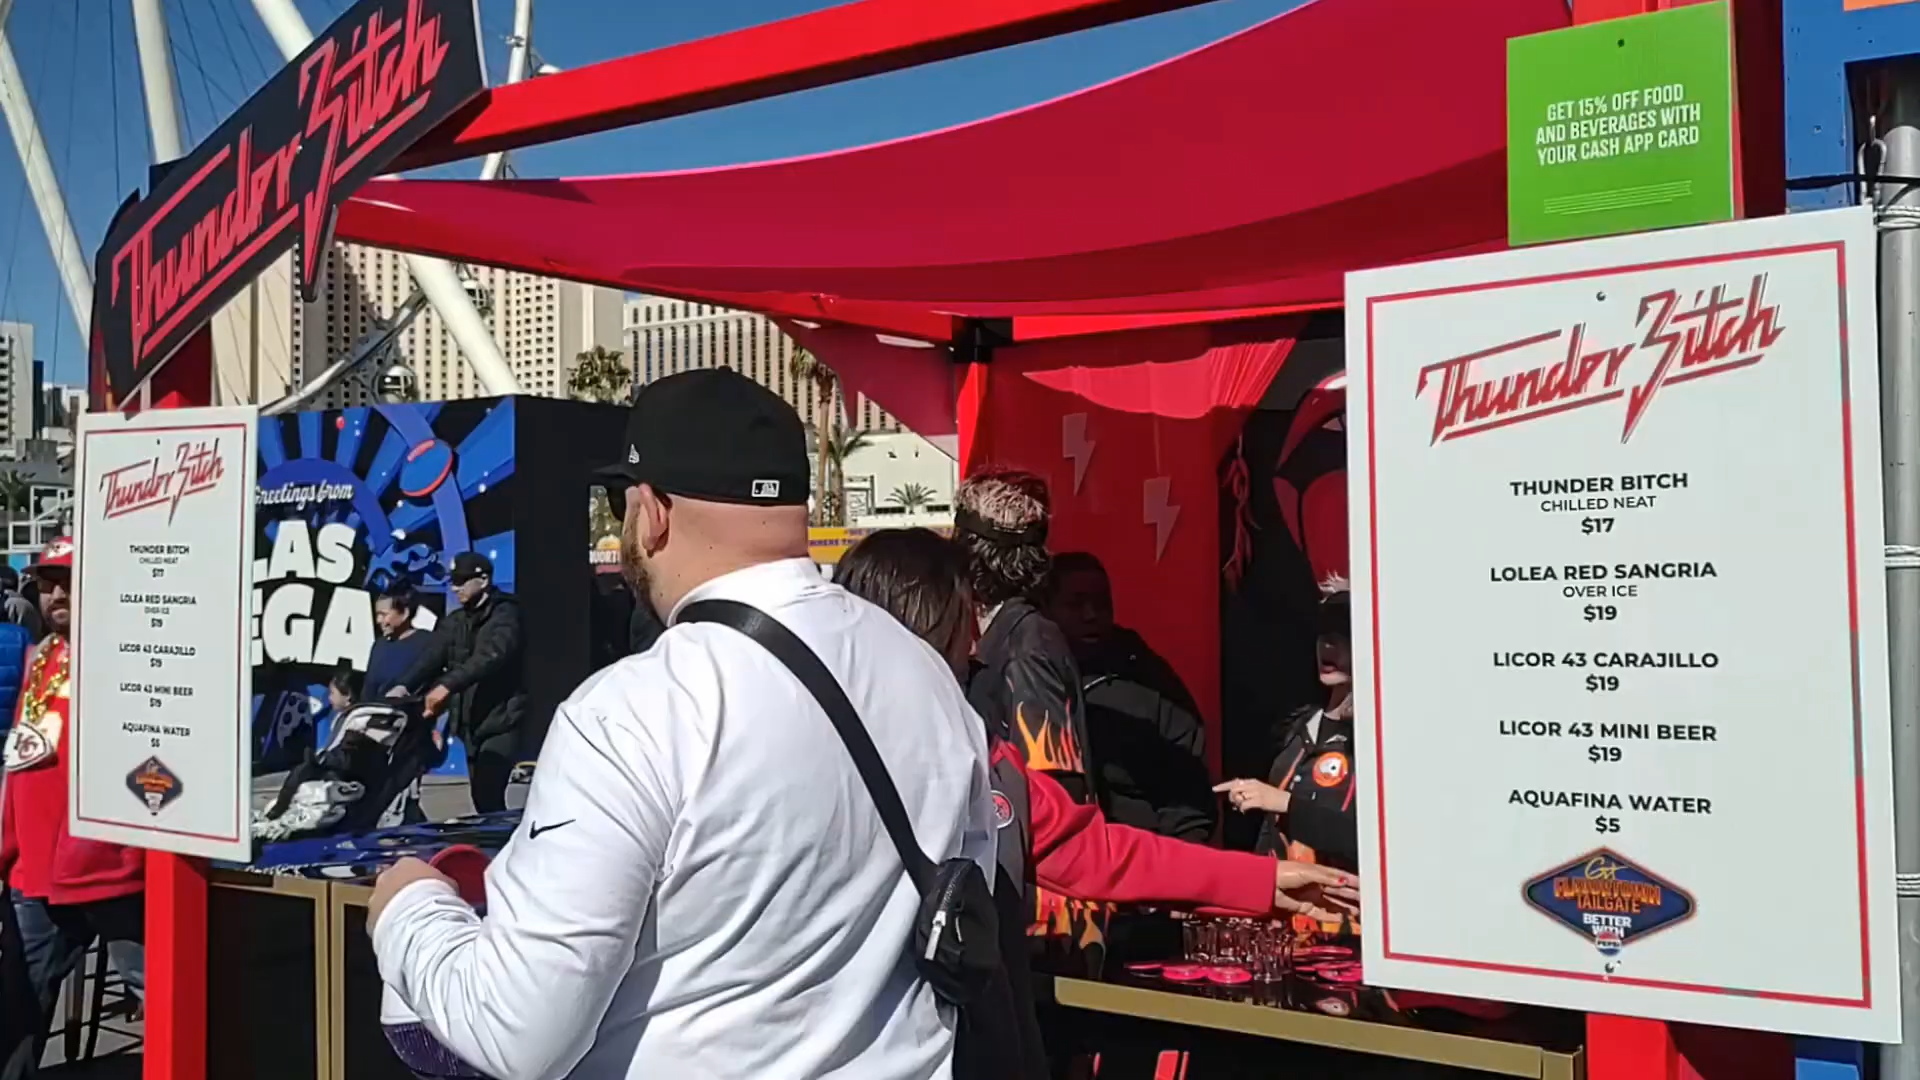 Thunder Bitch
GET 15% OFF FOOD
AND BEVERAGES WITH
YOUR CASH APP CARD
Thunder Bitch
THUNDER BITCH
CHILLED NEAT
$17
LOLEA RED SANGRIA
OVER ICE
$19
LICOR 43 CARAJILLO
$19
LICOR 43 MINI BEER
$19
AQUAFINA WATER
$5
FLAVORTOWN
TAILGATE
BETTER
WITH
PEPSI
Thunder Bitch
THUNDER BITCH
CHILLED NEAT
$17
LOLEA RED SANGRIA
OVER ICE
$19
LICOR 43 CARAJILLO
$19
LICOR 43 MINI BEER
$19
AQUAFINA WATER
$5
Greetings from
LAS
EGA
KC